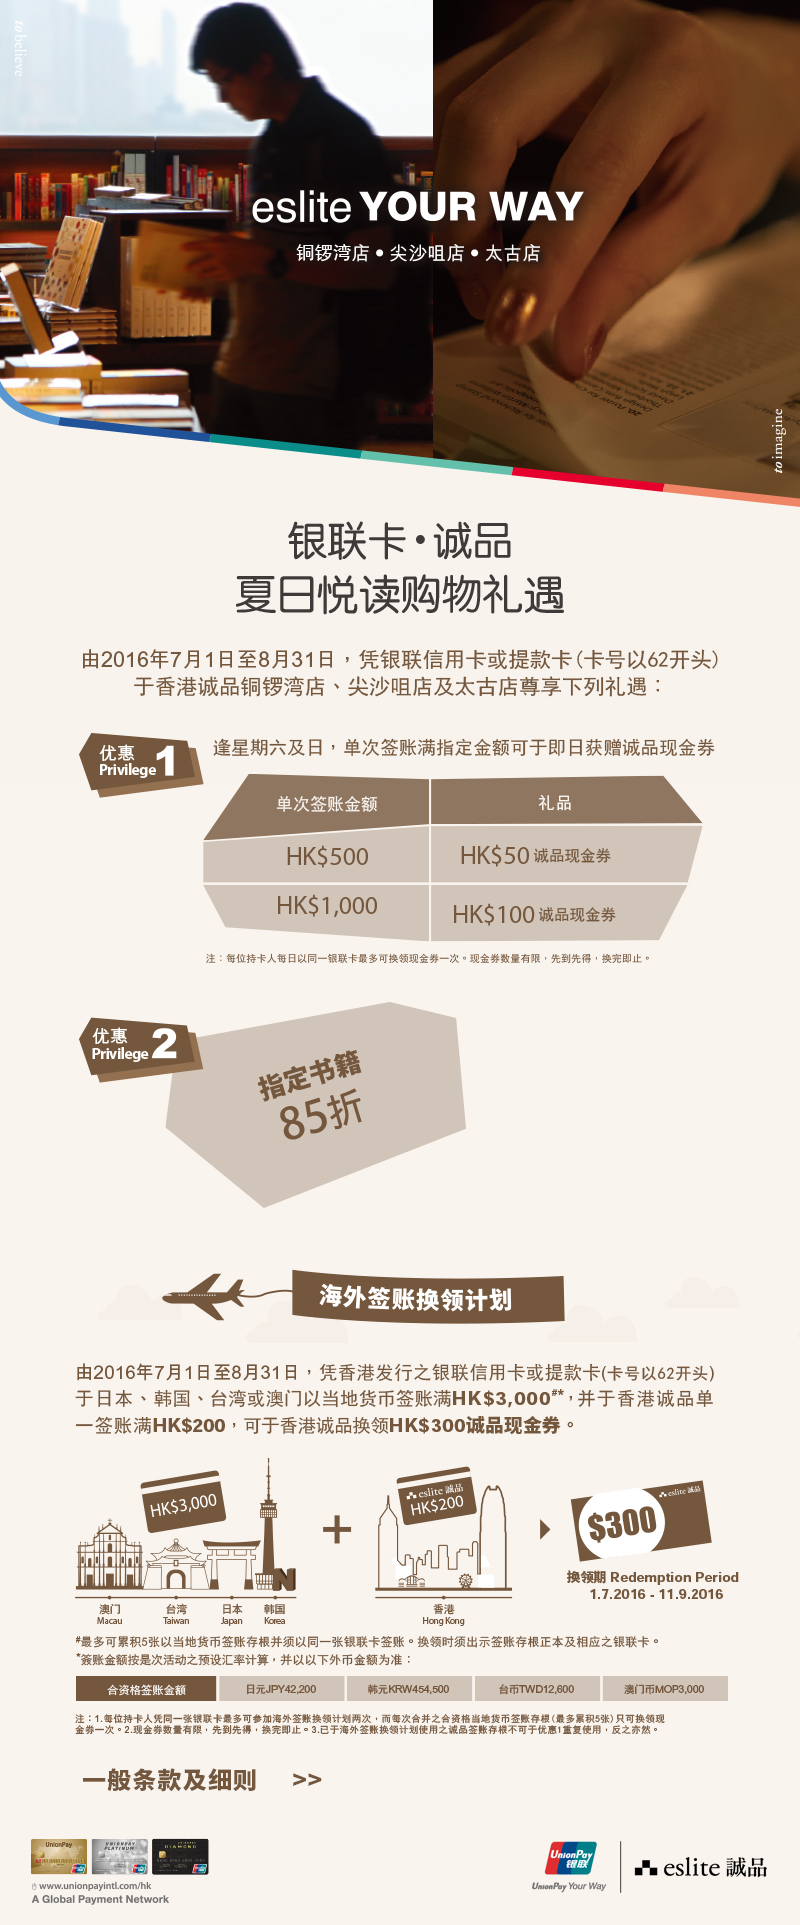 to believe
eslite YOUR WAY
铜锣湾店 • 尖沙咀店 • 太古店
to imagine
银联卡•诚品
夏日悦读购物礼遇
由2016年7月1日至8月31日，凭银联信用卡或提款卡(卡号以62开头)
于香港诚品铜锣湾店、尖沙咀店及太古店尊享下列礼遇：
优惠
Privilege 1
逢星期六及日，单次签账满指定金额可于即日获赠诚品现金券
单次签账金额 礼品
HK$500 HK$50 诚品现金券
HK$1,000 HK$100 诚品现金券
注：每位持卡人每日以同一银联卡最多可换领现金券一次。现金券数量有限，先到先得，换完即止。
优惠
Privilege 2
指定书籍
85折
海外签账换领计划
由2016年7月1日至8月31日，凭香港发行之银联信用卡或提款卡(卡号以62开头)
于日本、韩国、台湾或澳门以当地货币签账满HK$3,000#*，并于香港诚品单
一签账满HK$200，可于香港诚品换领HK$300诚品现金券。
HK$3,000
N
澳门 台湾 日本 韩国
Macau Taiwan Japan Korea
+
eslite 誠品
HK$200
香港
Hong Kong
eslite 誠品
$300
换领期 Redemption Period
1.7.2016 - 11.9.2016
#最多可累积5张以当地货币签账存根并须以同一张银联卡签账。换领时须出示签账存根正本及相应之银联卡。
*簽账金额按是次活动之预设汇率计算，并以以下外币金额为准：
合资格签账金额 日元JPY42,200 韩元KRW454,500 台币TWD12,600 澳门币MOP3,000
注：1.每位持卡人凭同一张银联卡最多可参加海外签账换领计划两次，而每次合并之合资格当地货币签账存根(最多累积5张)只可换领现
金券一次。2.现金券数量有限，先到先得，换完即止。3.已于海外签账换领计划使用之诚品签账存根不可于优惠1重复使用，反之亦然。
一般条款及细则 >>
UnionPay
UNIONPAY
PLATINUM
DIAMOND
www.unionpayintl.com/hk
A Global Payment Network
UnionPay
银联
UnionPay Your Way
eslite 誠品